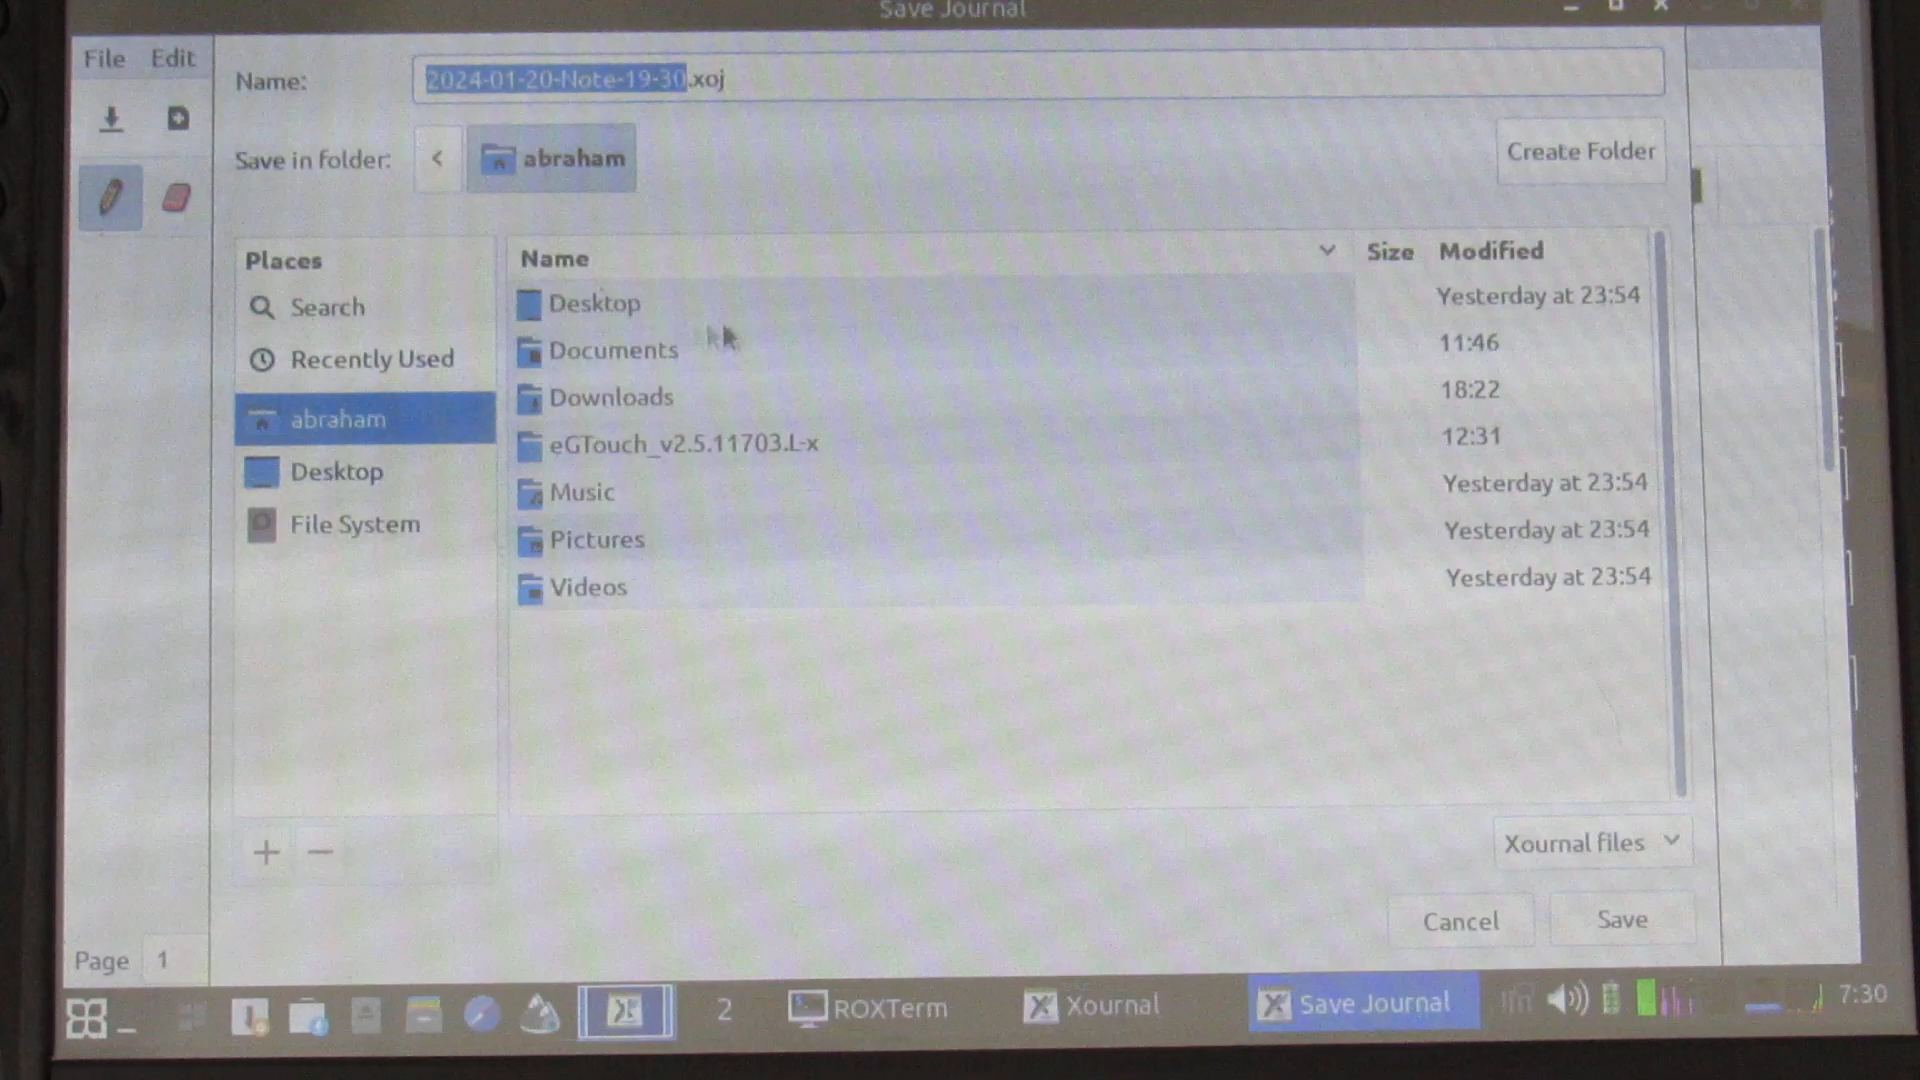 Save Journal
File Edit
Name: 2024-01-20-Note-19-30.xoj
Save in folder: < abraham Create Folder
Places
Search
Recently Used
abraham
Desktop
File System
Name Size Modified
Desktop Yesterday at 23:54
Documents 11:46
Downloads 18:22
eGTouch_v2.5.11703.L-x 12:31
Music Yesterday at 23:54
Pictures Yesterday at 23:54
Videos Yesterday at 23:54
+ −
Xournal files
Cancel Save
Page 1
2 ROXTerm Xournal Save Journal 7:30